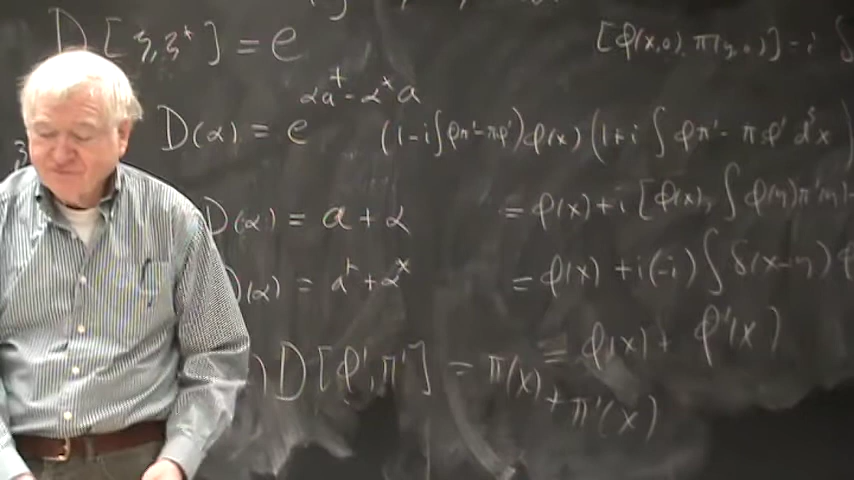 D[ξ,ξ*] = e
[φ(x,0), π(y,0)] = i ∫
D(α) = e^{αa† - α*a}
(1-i∫φπ'-πφ')φ(x)(1+i∫φπ'-πφ' d³x)
D(α) = a + α
= φ(x)+i[φ(x), ∫φ(y)π'(y)-
D(α) = a† + α*
= φ(x) + i(-i)∫δ(x-y)φ
= φ(x) + φ'(x)
) D[φ',π'] = π(x) + π'(x)